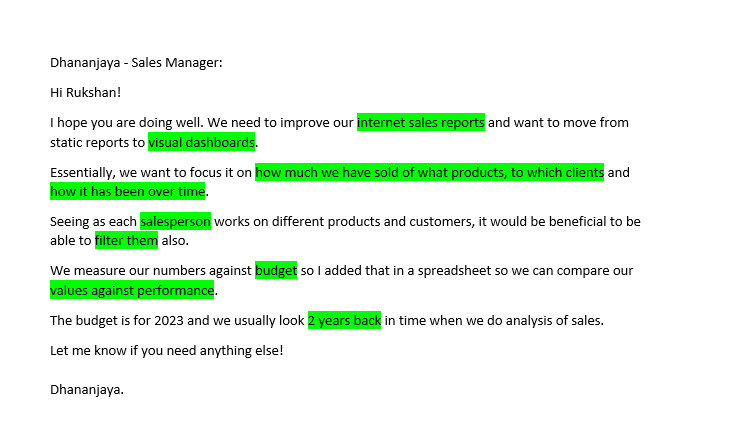 Dhananjaya - Sales Manager:
Hi Rukshan!
I hope you are doing well. We need to improve our internet sales reports and want to move from
static reports to visual dashboards.
Essentially, we want to focus it on how much we have sold of what products, to which clients and
how it has been over time.
Seeing as each salesperson works on different products and customers, it would be beneficial to be
able to filter them also.
We measure our numbers against budget so I added that in a spreadsheet so we can compare our
values against performance.
The budget is for 2023 and we usually look 2 years back in time when we do analysis of sales.
Let me know if you need anything else!
Dhananjaya.